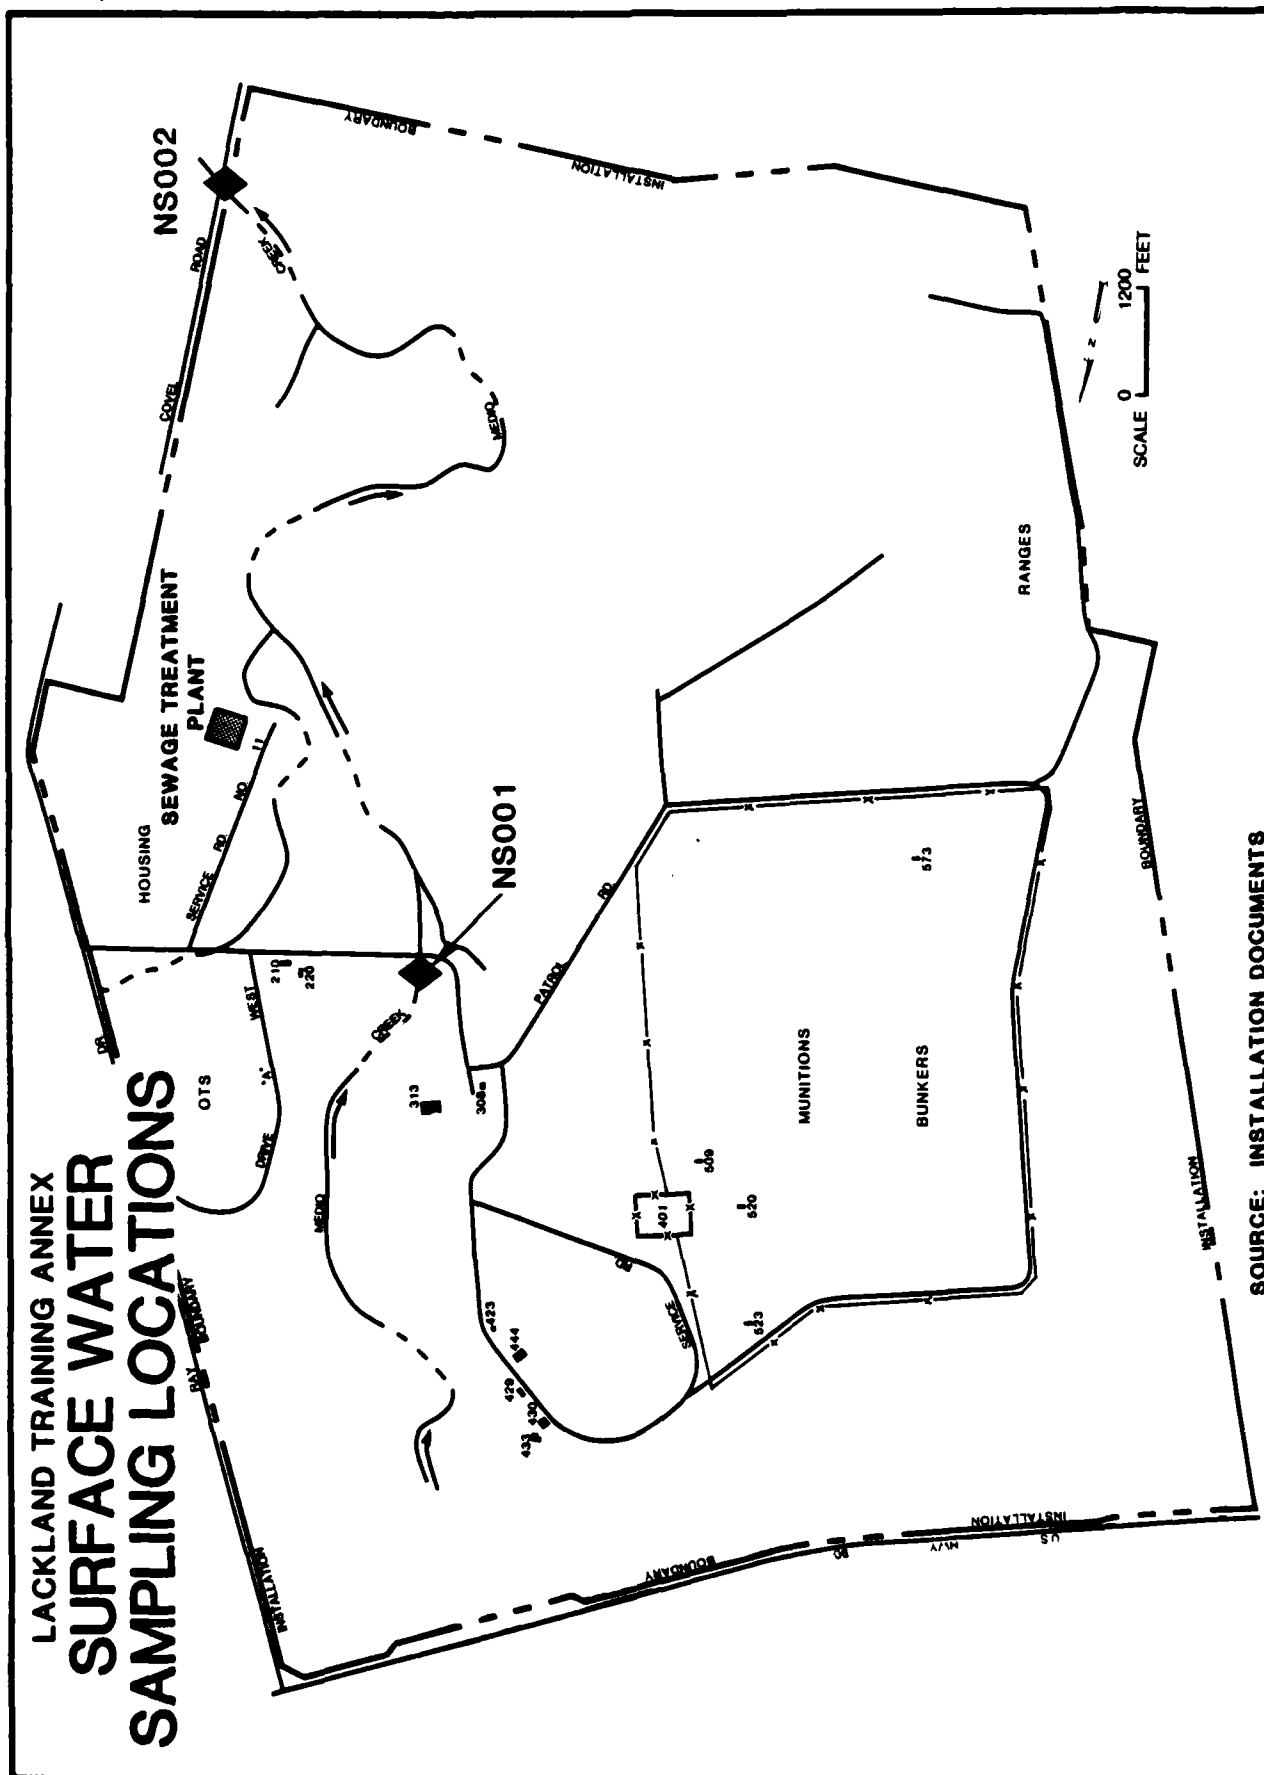 LACKLAND TRAINING ANNEX
SURFACE WATER
SAMPLING LOCATIONS
INSTALLATION
RAY
BOUNDARY
DR
OTS
DRIVE
"A"
WEST
210
220
HOUSING
SERVICE
RD
NO
11
SEWAGE TREATMENT
PLANT
COVEL
ROAD
NS002
CREEK
MEDIO
BOUNDARY
INSTALLATION
MEDIO
CREEK
NS001
313
308
423
444
429
430
433
SERVICE
RD
PATROL
RD
401
509
520
523
573
MUNITIONS
BUNKERS
RANGES
BOUNDARY
INSTALLATION
U S
HWY
90
INSTALLATION
BOUNDARY
N
SCALE
0
1200
FEET
SOURCE: INSTALLATION DOCUMENTS